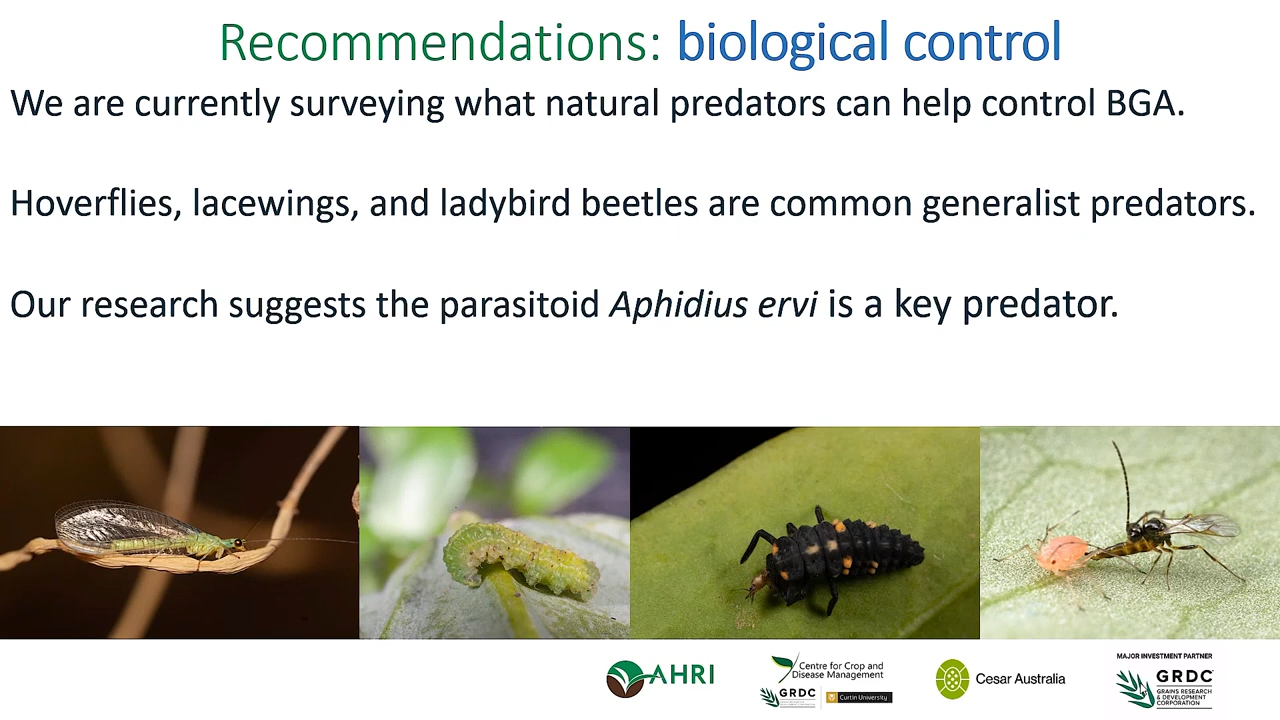 Recommendations: biological control
We are currently surveying what natural predators can help control BGA.
Hoverflies, lacewings, and ladybird beetles are common generalist predators.
Our research suggests the parasitoid Aphidius ervi is a key predator.
AHRI
Centre for Crop and
Disease Management
GRDC
Curtin University
Cesar Australia
MAJOR INVESTMENT PARTNER
GRDC
GRAINS RESEARCH
& DEVELOPMENT
CORPORATION